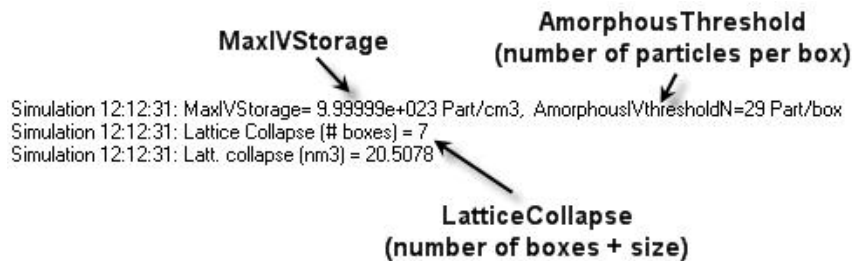 AmorphousThreshold
MaxIVStorage
(number of particles per box)
Simulation 12:12:31: MaxIVStorage= 9.99999e+023 Part/cm3, AmorphousIVthresholdN=29 Part/box
Simulation 12:12:31: Lattice Collapse (# boxes) = 7
Simulation 12:12:31: Latt. collapse (nm3) = 20.5078
LatticeCollapse
(number of boxes + size)